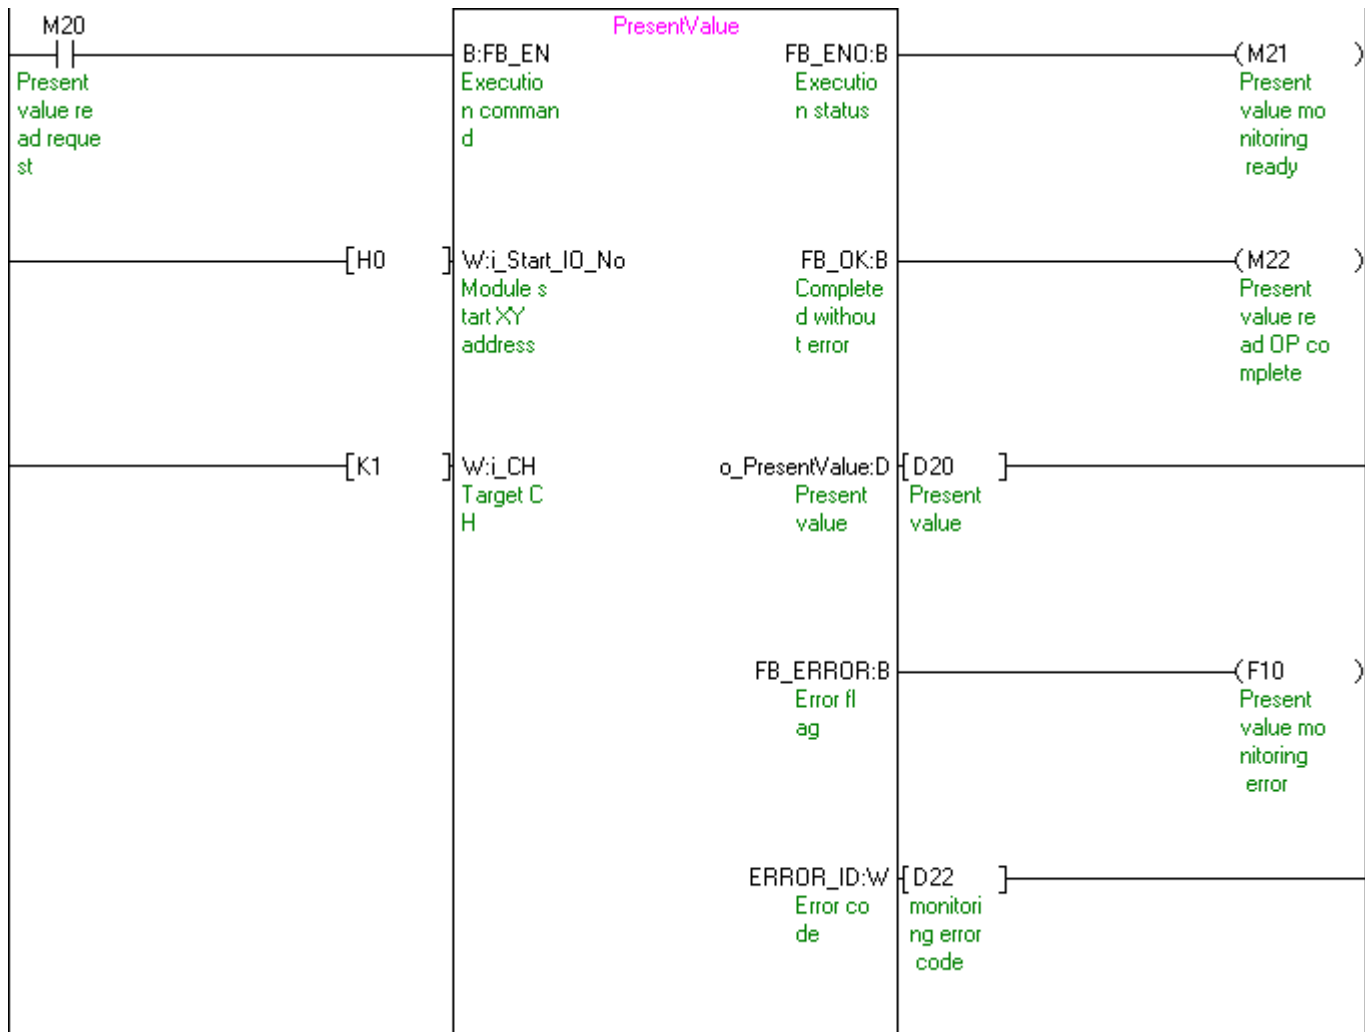 M20
PresentValue
B:FB_EN
FB_ENO:B
(M21 )
Present
value re
ad reque
st
Executio
n comman
d
Executio
n status
Present
value mo
nitoring
ready
[H0 ]
W:i_Start_IO_No
FB_OK:B
(M22 )
Module s
tart XY
address
Complete
d withou
t error
Present
value re
ad OP co
mplete
[K1 ]
W:i_CH
o_PresentValue:D
[D20 ]
Target C
H
Present
value
Present
value
FB_ERROR:B
(F10 )
Error fl
ag
Present
value mo
nitoring
error
ERROR_ID:W
[D22 ]
Error co
de
monitori
ng error
code